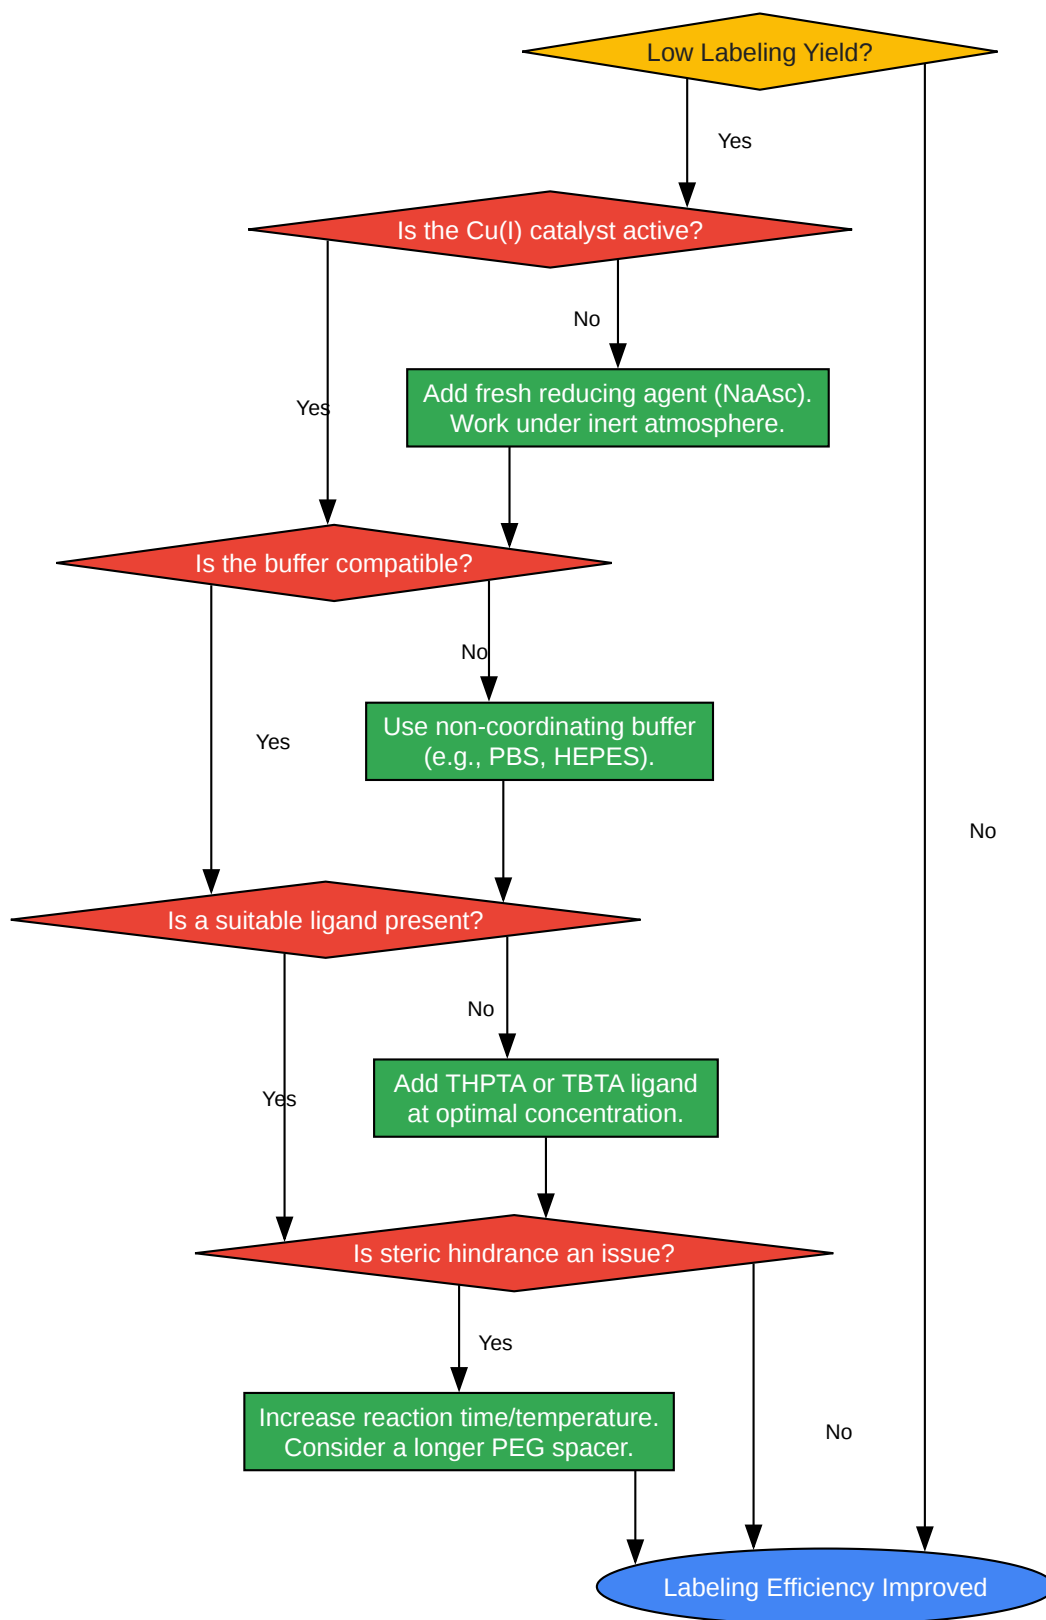 Low Labeling Yield?
Yes
Is the Cu(I) catalyst active?
No
Add fresh reducing agent (NaAsc).
Work under inert atmosphere.
Yes
Is the buffer compatible?
No
Use non-coordinating buffer
(e.g., PBS, HEPES).
Yes
No
Is a suitable ligand present?
No
Add THPTA or TBTA ligand
at optimal concentration.
Yes
Is steric hindrance an issue?
Yes
Increase reaction time/temperature.
Consider a longer PEG spacer.
No
Labeling Efficiency Improved